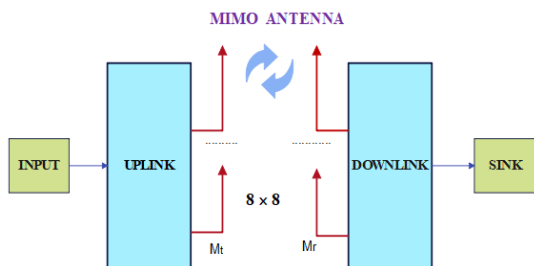 MIMO ANTENNA
INPUT
UPLINK
DOWNLINK
SINK
8 × 8
Mt
Mr